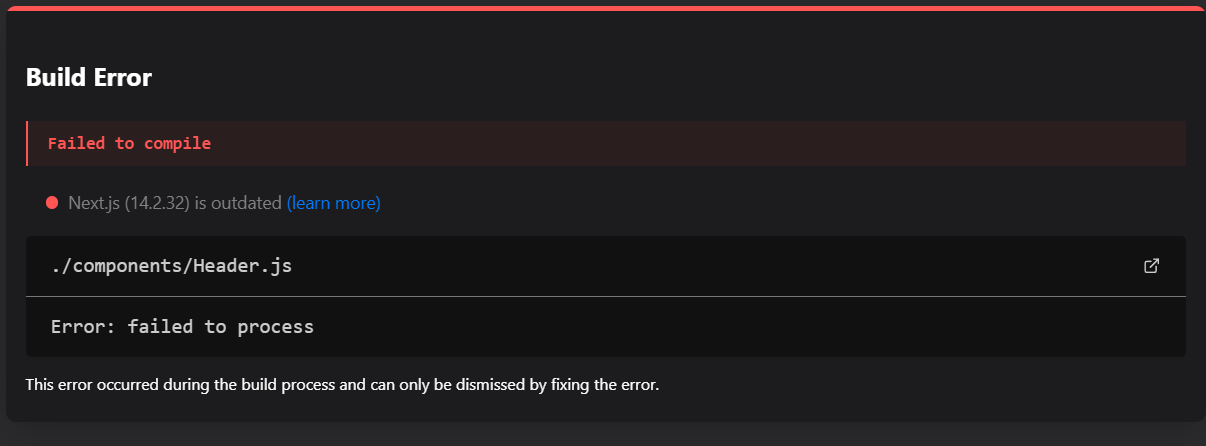 Build Error
Failed to compile
Next.js (14.2.32) is outdated (learn more)
./components/Header.js
Error: failed to process
This error occurred during the build process and can only be dismissed by fixing the error.